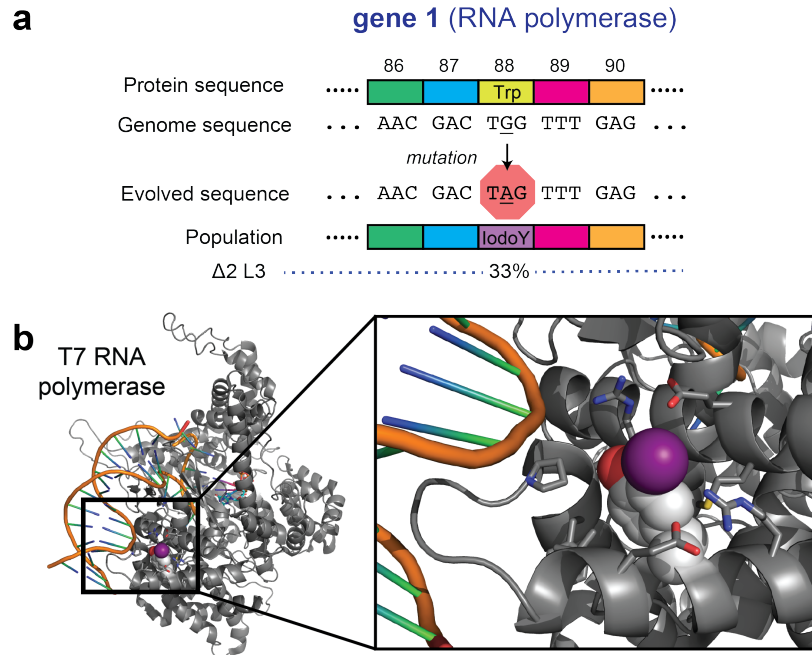 a
gene 1 (RNA polymerase)
86 87 88 89 90
Protein sequence ..... Trp .....
Genome sequence ... AAC GAC TGG TTT GAG ...
mutation
Evolved sequence ... AAC GAC TAG TTT GAG ...
Population ..... IodoY .....
Δ2 L3 33%
b
T7 RNA
polymerase